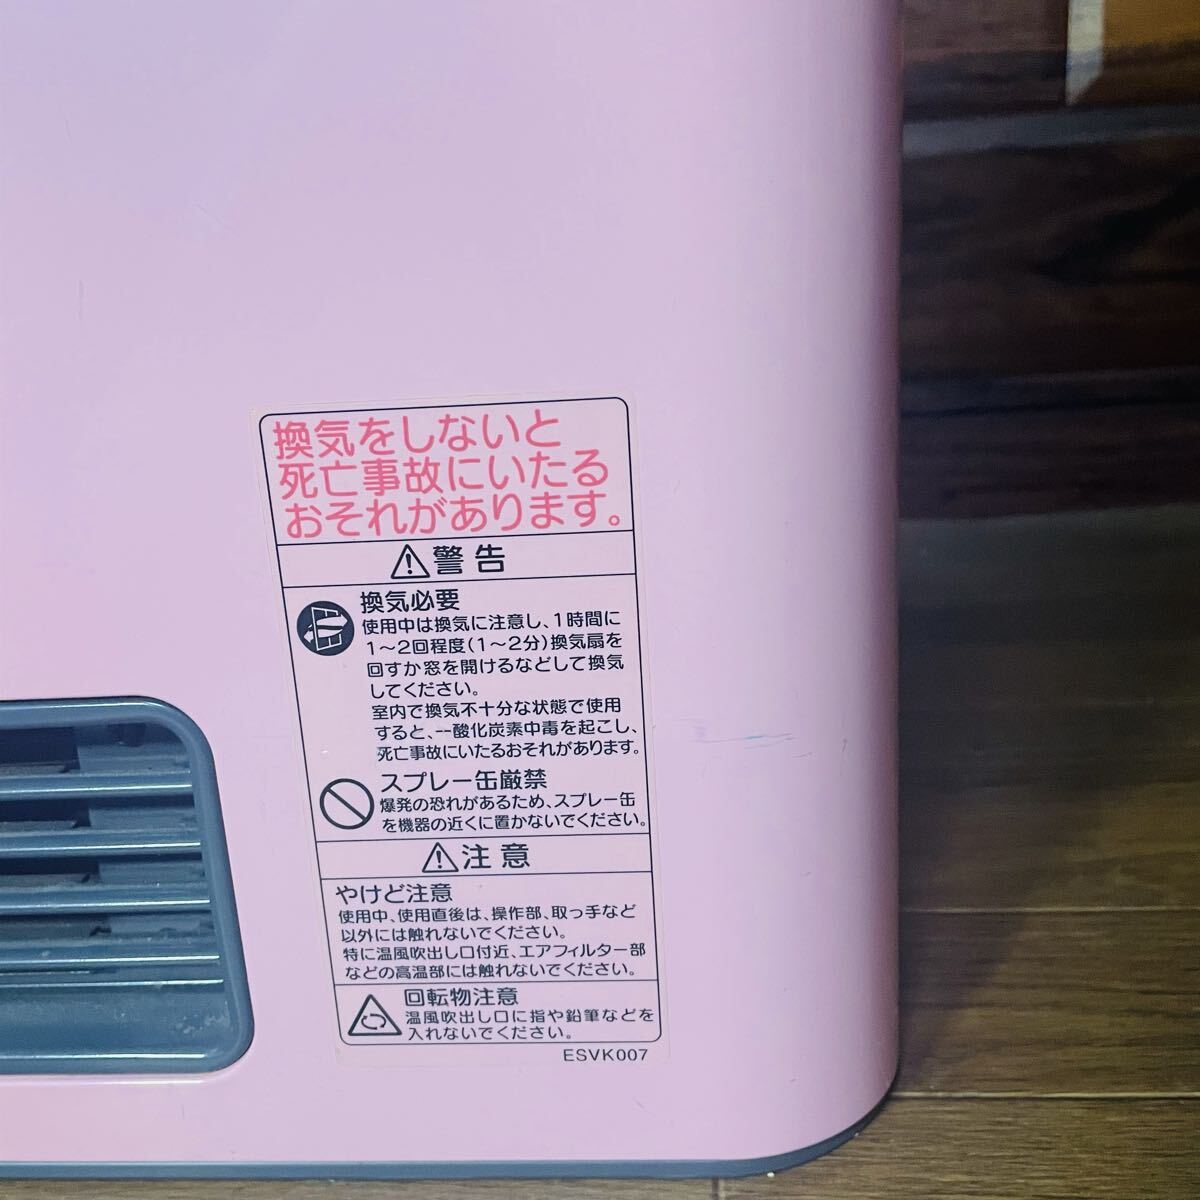 換気をしないと
死亡事故にいたる
おそれがあります。
警告
換気必要
使用中は換気に注意し、1時間に
1～2回程度(1～2分)換気扇を
回すか窓を開けるなどして換気
してください。
室内で換気不十分な状態で使用
すると、一酸化炭素中毒を起こし、
死亡事故にいたるおそれがあります。
スプレー缶厳禁
爆発の恐れがあるため、スプレー缶
を機器の近くに置かないでください。
注意
やけど注意
使用中、使用直後は、操作部、取っ手など
以外には触れないでください。
特に温風吹出し口付近、エアフィルター部
などの高温部には触れないでください。
回転物注意
温風吹出し口に指や鉛筆などを
入れないでください。
ESVK007